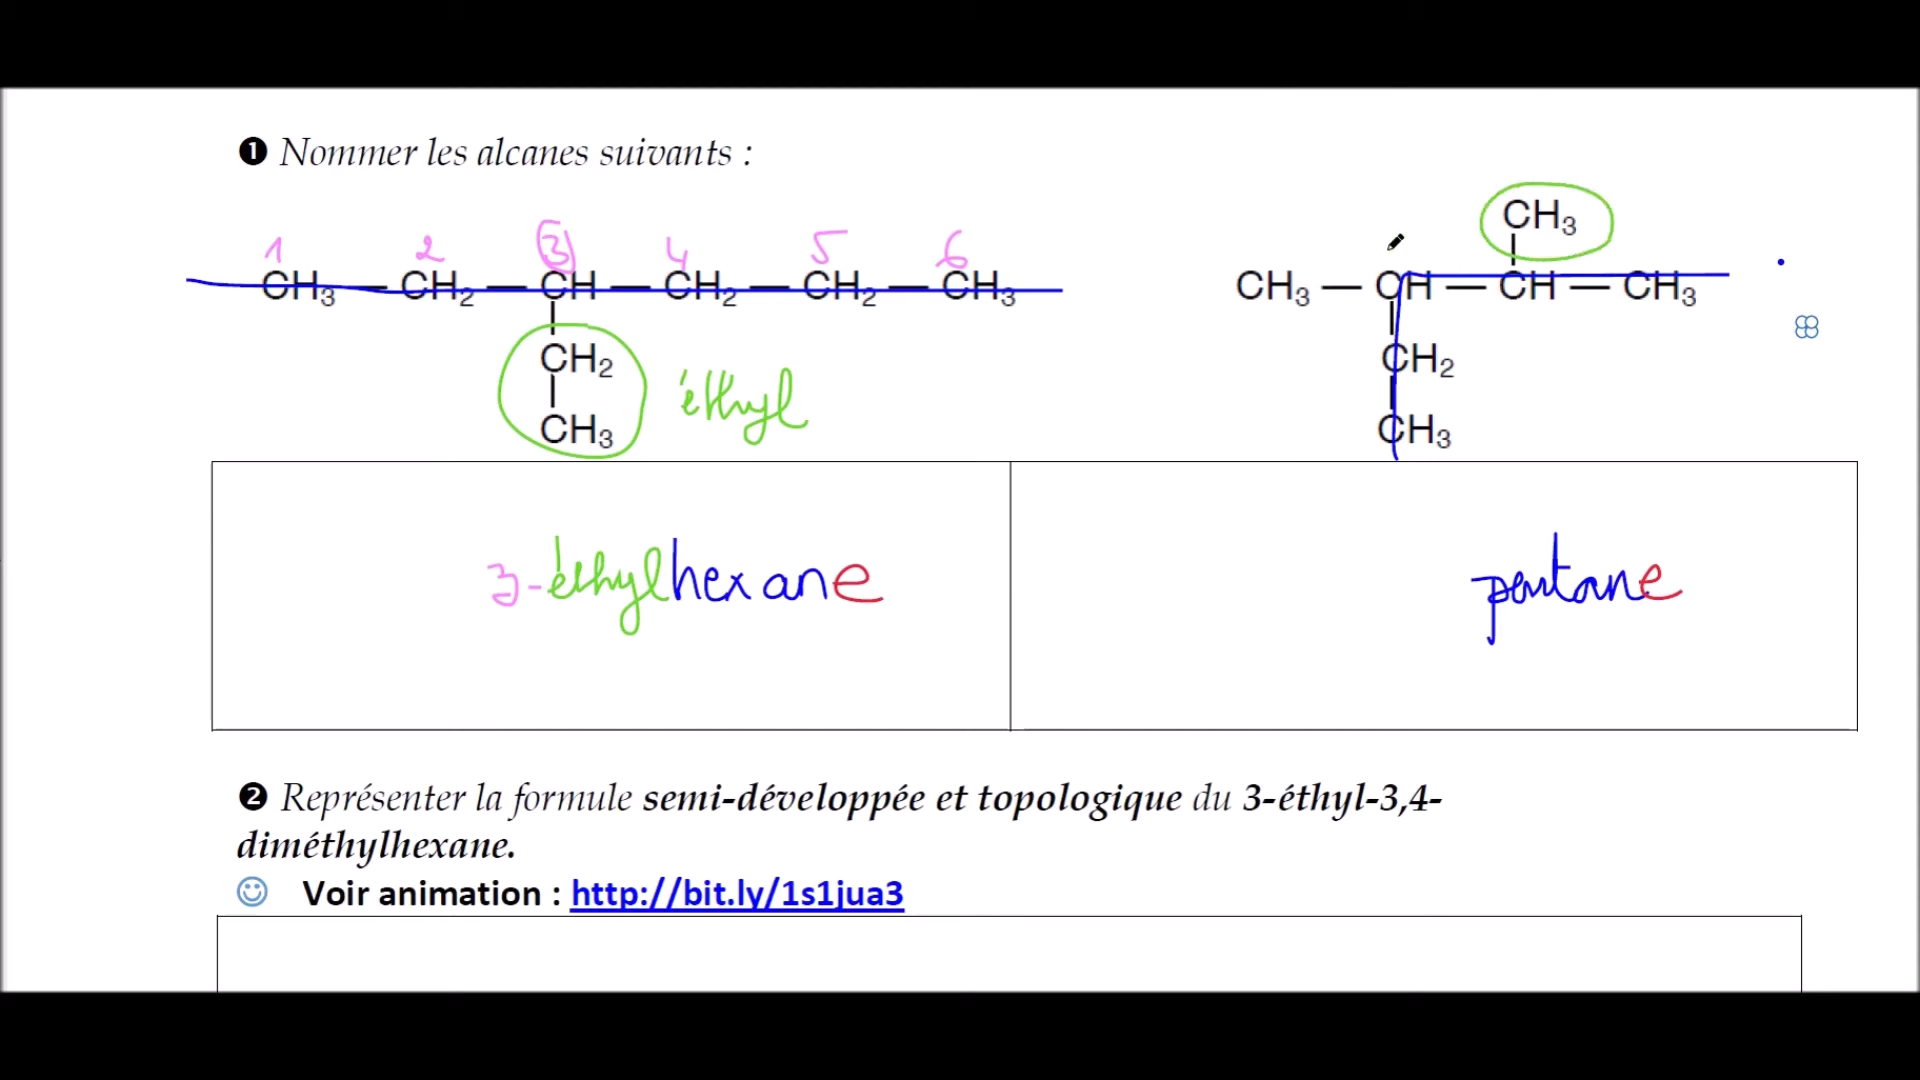 ❶ Nommer les alcanes suivants :
1 2 3 4 5 6
CH₃ — CH₂ — CH — CH₂ — CH₂ — CH₃
CH₂
CH₃
éthyl
CH₃
CH₃ — CH — CH — CH₃
CH₂
CH₃
3-éthylhexane
pentane
❷ Représenter la formule semi-développée et topologique du 3-éthyl-3,4-
diméthylhexane.
Voir animation : http://bit.ly/1s1jua3